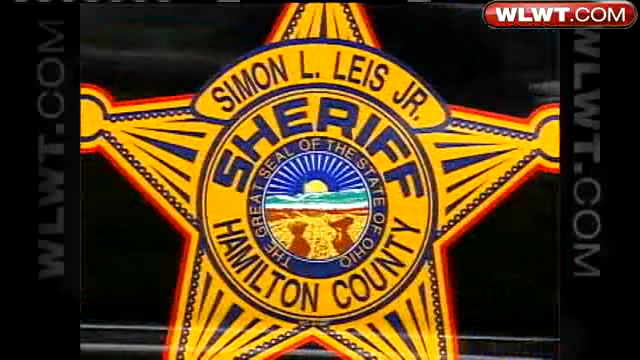 WLWT.COM
SIMON L. LEIS JR.
SHERIFF
THE GREAT SEAL OF THE STATE OF OHIO
HAMILTON COUNTY
WLWT.COM
WLWT.COM